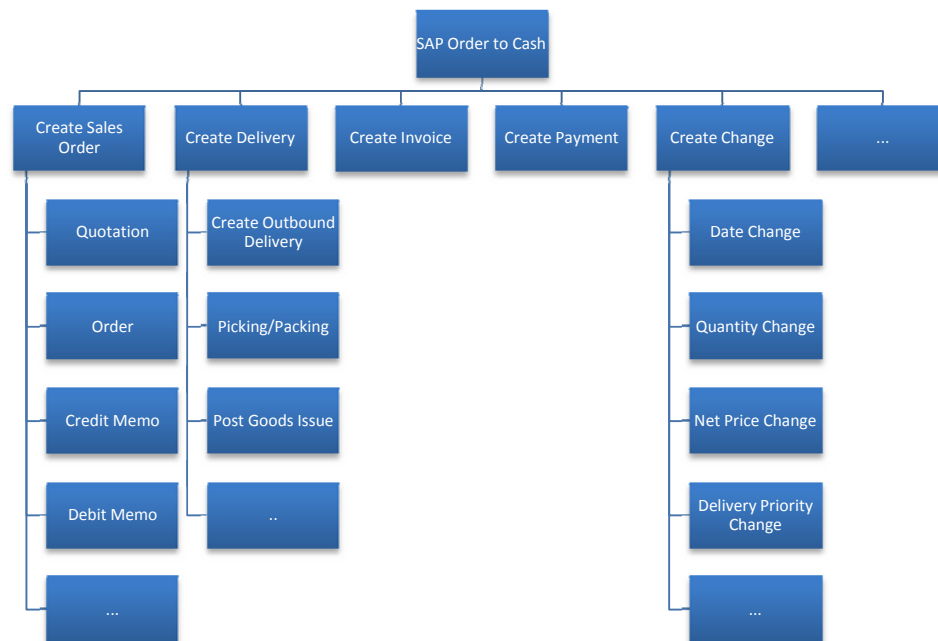 SAP Order to Cash
Create Sales
Order
Create Delivery
Create Invoice
Create Payment
Create Change
...
Quotation
Order
Credit Memo
Debit Memo
...
Create Outbound
Delivery
Picking/Packing
Post Goods Issue
..
Date Change
Quantity Change
Net Price Change
Delivery Priority
Change
...